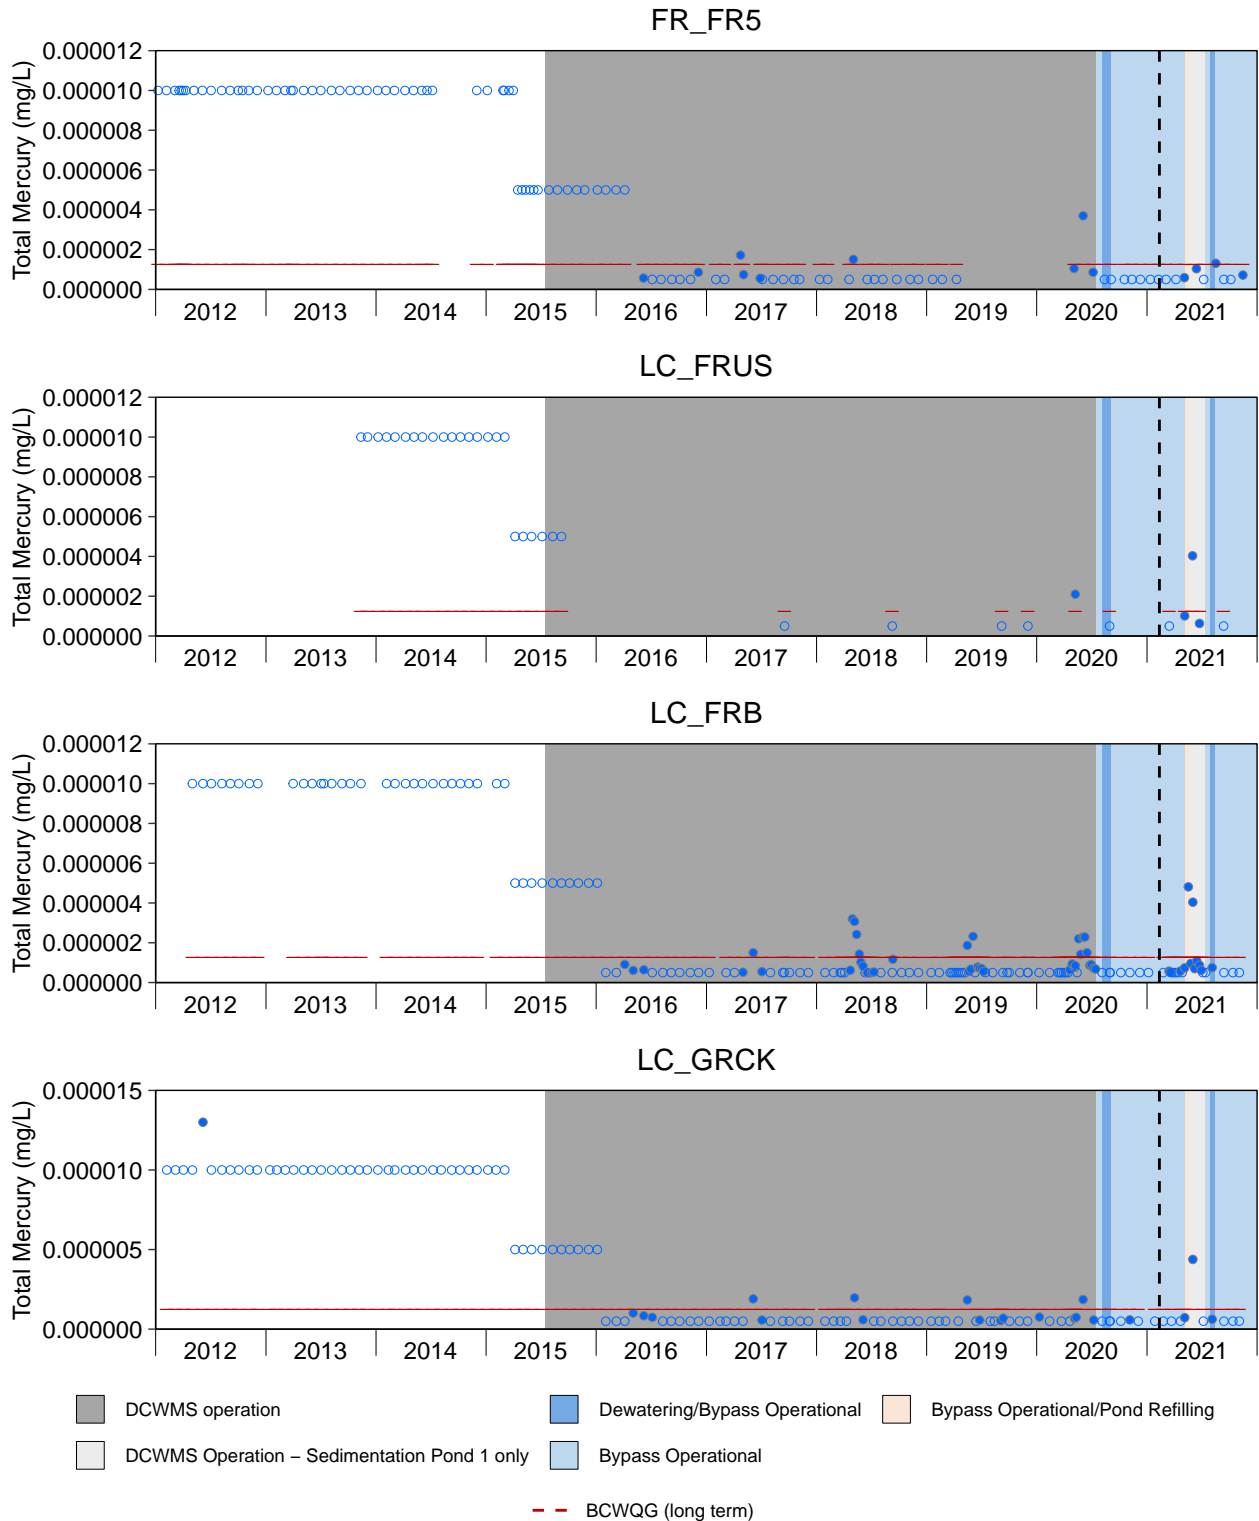 FR_FR5
Total Mercury (mg/L)
0.000012
0.000010
0.000008
0.000006
0.000004
0.000002
0.000000
2012 2013 2014 2015 2016 2017 2018 2019 2020 2021
LC_FRUS
Total Mercury (mg/L)
0.000012
0.000010
0.000008
0.000006
0.000004
0.000002
0.000000
2012 2013 2014 2015 2016 2017 2018 2019 2020 2021
LC_FRB
Total Mercury (mg/L)
0.000012
0.000010
0.000008
0.000006
0.000004
0.000002
0.000000
2012 2013 2014 2015 2016 2017 2018 2019 2020 2021
LC_GRCK
Total Mercury (mg/L)
0.000015
0.000010
0.000005
0.000000
2012 2013 2014 2015 2016 2017 2018 2019 2020 2021
DCWMS operation Dewatering/Bypass Operational Bypass Operational/Pond Refilling
DCWMS Operation – Sedimentation Pond 1 only Bypass Operational
BCWQG (long term)